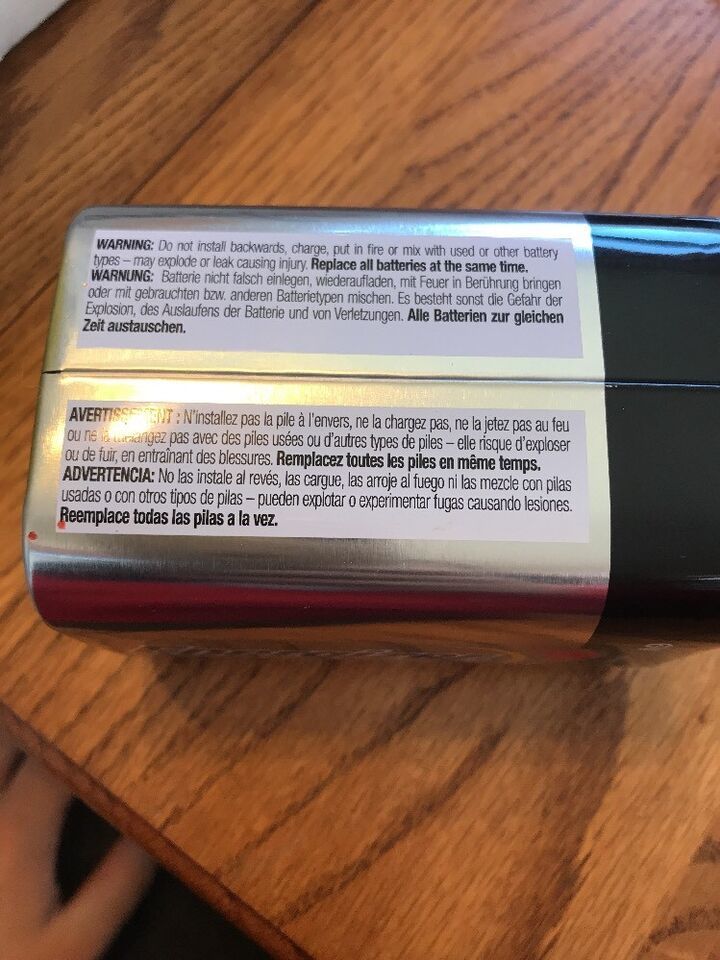 WARNING: Do not install backwards, charge, put in fire or mix with used or other battery
types – may explode or leak causing injury. Replace all batteries at the same time.
WARNUNG: Batterie nicht falsch einlegen, wiederaufladen, mit Feuer in Berührung bringen
oder mit gebrauchten bzw. anderen Batterietypen mischen. Es besteht sonst die Gefahr der
Explosion, des Auslaufens der Batterie und von Verletzungen. Alle Batterien zur gleichen
Zeit austauschen.
AVERTISSEMENT : N'installez pas la pile à l'envers, ne la chargez pas, ne la jetez pas au feu
ou ne la mélangez pas avec des piles usées ou d'autres types de piles – elle risque d'exploser
ou de fuir, en entraînant des blessures. Remplacez toutes les piles en même temps.
ADVERTENCIA: No las instale al revés, las cargue, las arroje al fuego ni las mezcle con pilas
usadas o con otros tipos de pilas – pueden explotar o experimentar fugas causando lesiones.
Reemplace todas las pilas a la vez.